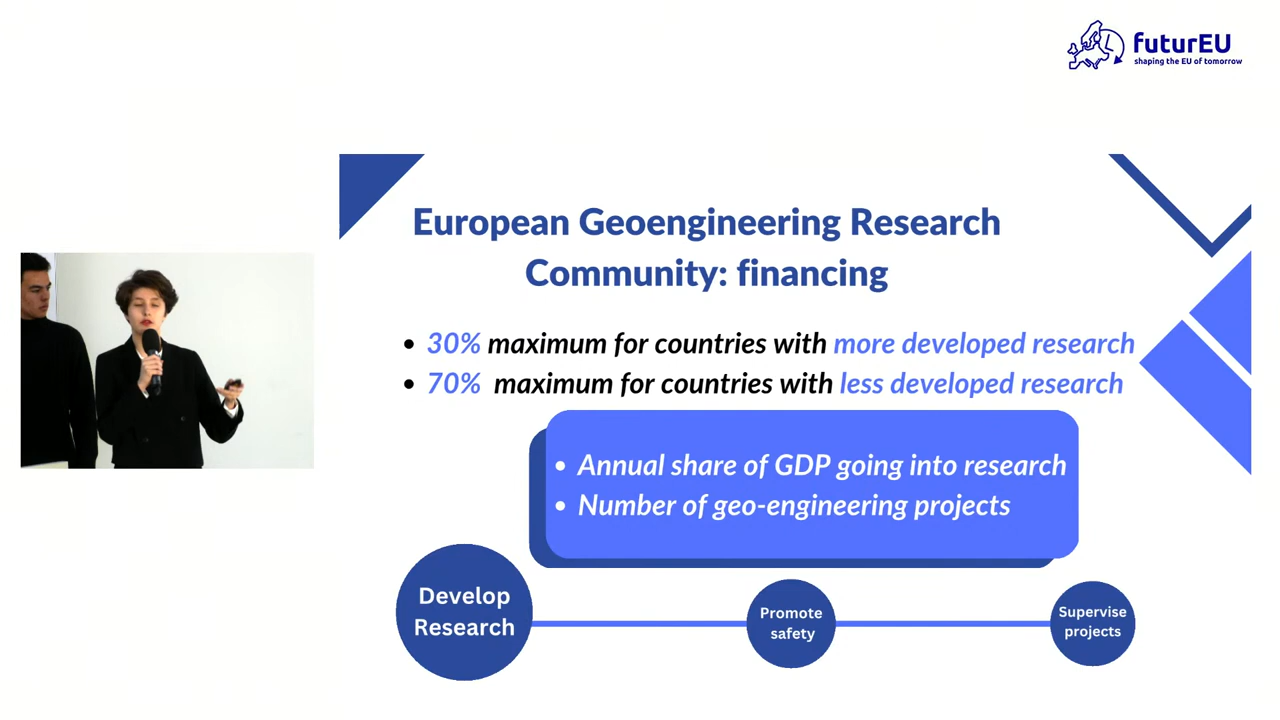 futurEU
shaping the EU of tomorrow
European Geoengineering Research
Community: financing
• 30% maximum for countries with more developed research
• 70% maximum for countries with less developed research
• Annual share of GDP going into research
• Number of geo-engineering projects
Develop
Research
Promote
safety
Supervise
projects